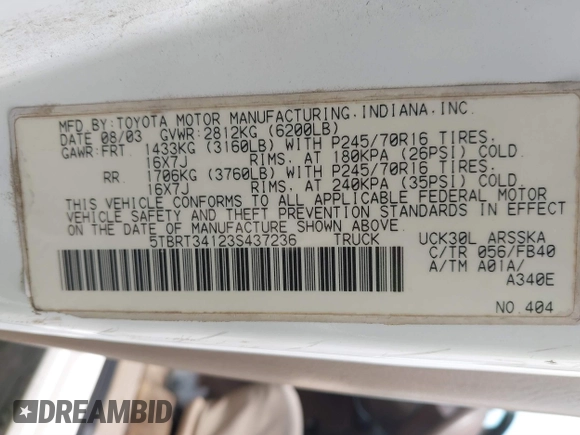 MFD.BY:TOYOTA MOTOR MANUFACTURING,INDIANA,INC.
DATE 08/03 GVWR:2812KG (6200LB)
GAWR:FRT 1433KG (3160LB) WITH P245/70R16 TIRES.
16X7J RIMS. AT 180KPA (26PSI) COLD.
RR 1706KG (3760LB) WITH P245/70R16 TIRES.
16X7J RIMS. AT 240KPA (35PSI) COLD.
THIS VEHICLE CONFORMS TO ALL APPLICABLE FEDERAL MOTOR
VEHICLE SAFETY AND THEFT PREVENTION STANDARDS IN EFFECT
ON THE DATE OF MANUFACTURE SHOWN ABOVE.
5TBRT34123S437236 TRUCK UCK30L ARSSKA
C/TR 056/FB40
A/TM A01A/
A340E
NO.404
DREAMBID